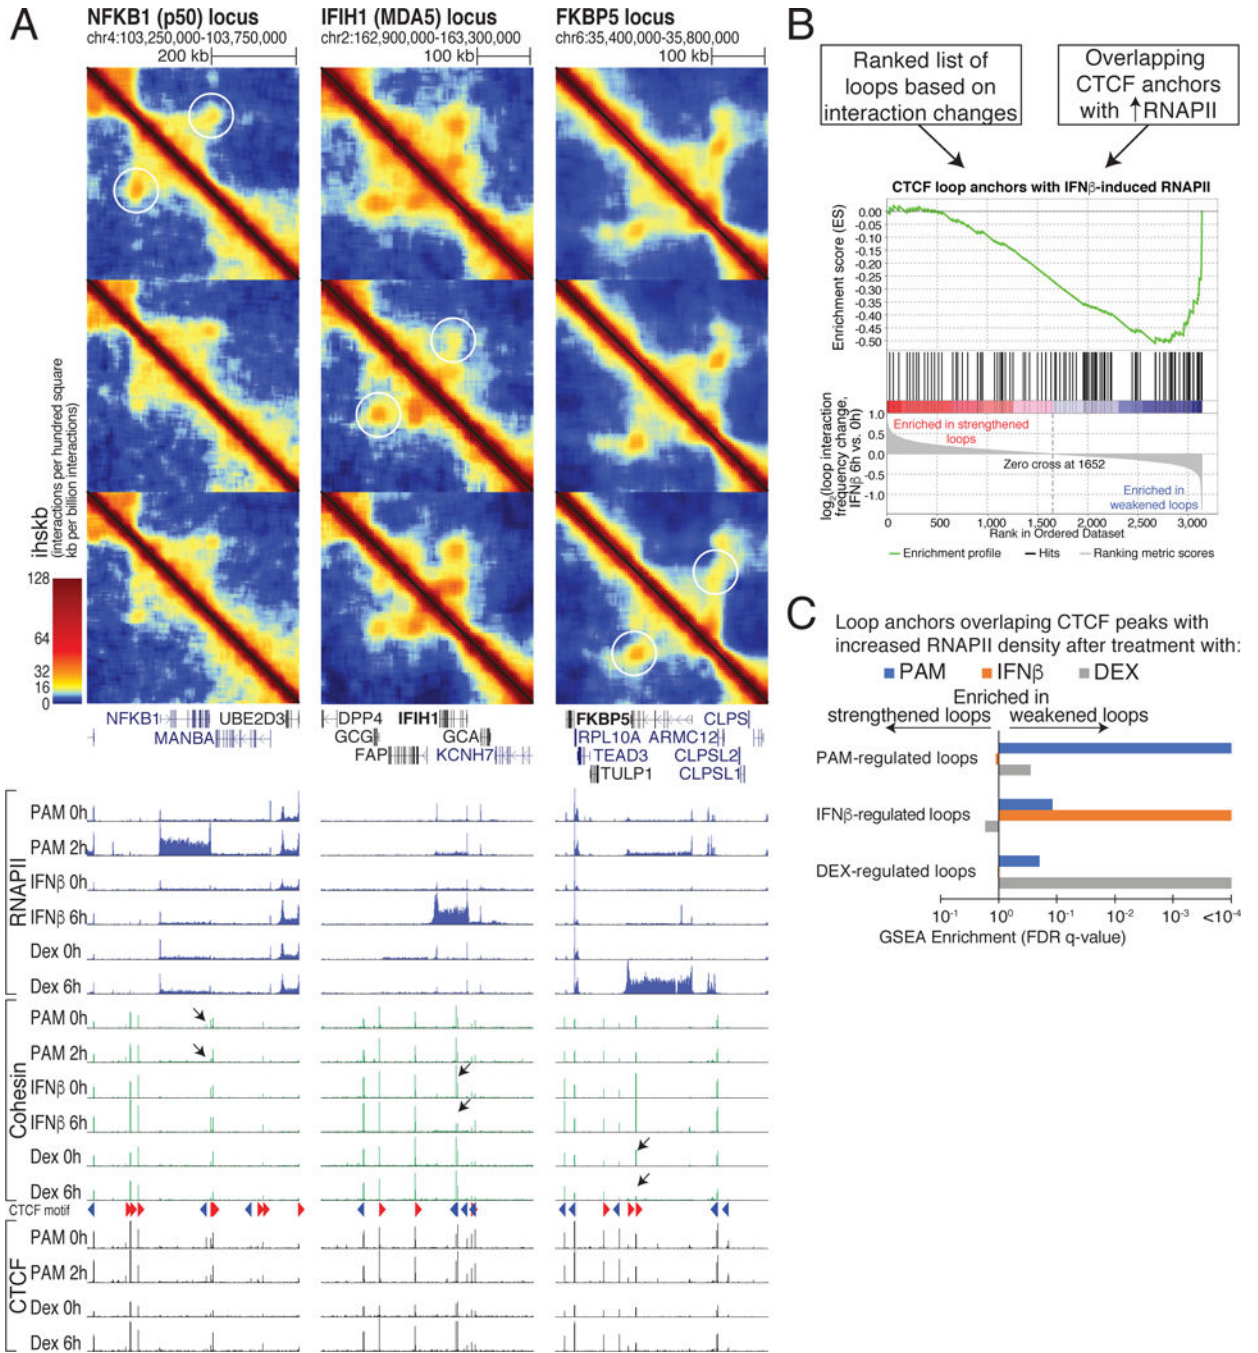 A
NFKB1 (p50) locus
chr4:103,250,000-103,750,000
200 kb
IFIH1 (MDA5) locus
chr2:162,900,000-163,300,000
100 kb
FKBP5 locus
chr6:35,400,000-35,800,000
100 kb
ihskb
(interactions per hundred square
kb per billion interactions)
128
64
32
16
0
NFKB1
UBE2D3
MANBA
DPP4
IFIH1
GCG
GCA
FAP
KCNH7
FKBP5
CLPS
RPL10A
ARMC12
TEAD3
CLPSL2
TULP1
CLPSL1
RNAPII
PAM 0h
PAM 2h
IFNβ 0h
IFNβ 6h
Dex 0h
Dex 6h
Cohesin
PAM 0h
PAM 2h
IFNβ 0h
IFNβ 6h
Dex 0h
Dex 6h
CTCF motif
CTCF
PAM 0h
PAM 2h
Dex 0h
Dex 6h
B
Ranked list of
loops based on
interaction changes
Overlapping
CTCF anchors
with ↑RNAPII
CTCF loop anchors with IFNβ-induced RNAPII
Enrichment score (ES)
0.00
-0.05
-0.10
-0.15
-0.20
-0.25
-0.30
-0.35
-0.40
-0.45
-0.50
log₂(loop interaction
frequency change,
IFNβ 6h vs. 0h)
1.0
0.5
0.0
-0.5
-1.0
Enriched in strengthened
loops
Zero cross at 1652
Enriched in
weakened loops
0 500 1,000 1,500 2,000 2,500 3,000
Rank in Ordered Dataset
Enrichment profile Hits Ranking metric scores
C
Loop anchors overlaping CTCF peaks with
increased RNAPII density after treatment with:
PAM IFNβ DEX
Enriched in
strengthened loops weakened loops
PAM-regulated loops
IFNβ-regulated loops
DEX-regulated loops
10⁻¹ 10⁰ 10⁻¹ 10⁻² 10⁻³ <10⁻⁴
GSEA Enrichment (FDR q-value)